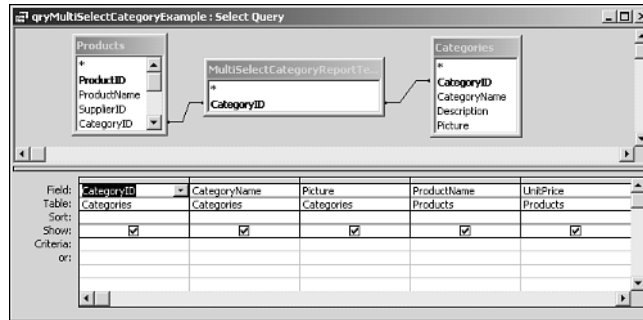 qryMultiSelectCategoryExample : Select Query
Products
*
ProductID
ProductName
SupplierID
CategoryID
MultiSelectCategoryReportTe...
*
CategoryID
Categories
*
CategoryID
CategoryName
Description
Picture
Field: CategoryID CategoryName Picture ProductName UnitPrice
Table: Categories Categories Categories Products Products
Sort:
Show:
Criteria:
or: